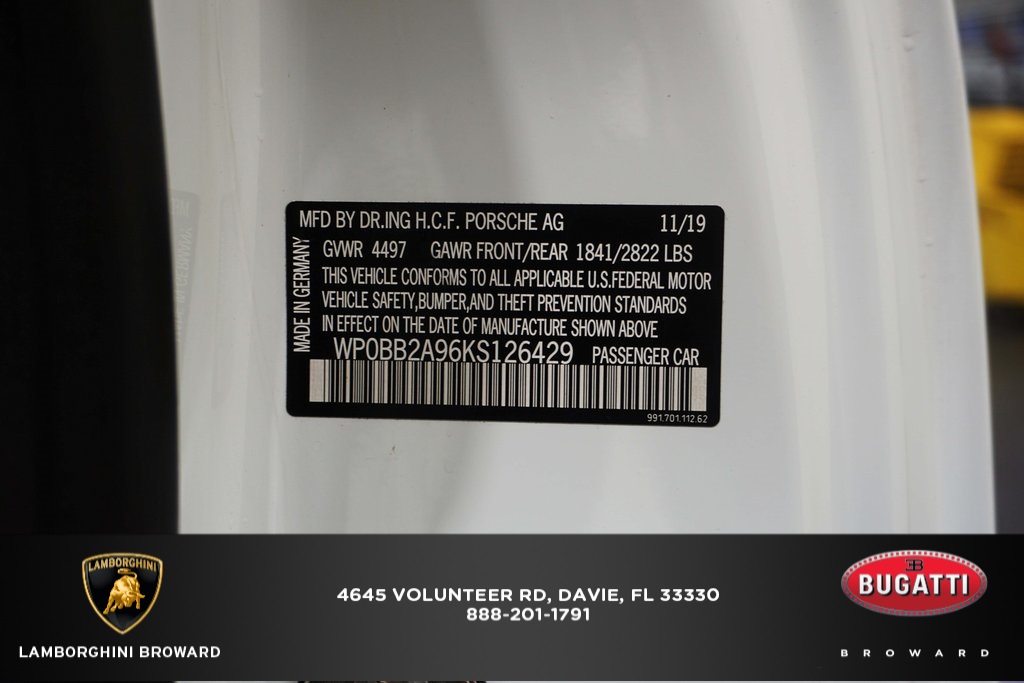 MFD BY DR.ING H.C.F. PORSCHE AG 11/19
GVWR 4497 GAWR FRONT/REAR 1841/2822 LBS
MADE IN GERMANY
THIS VEHICLE CONFORMS TO ALL APPLICABLE U.S.FEDERAL MOTOR
VEHICLE SAFETY,BUMPER,AND THEFT PREVENTION STANDARDS
IN EFFECT ON THE DATE OF MANUFACTURE SHOWN ABOVE
WP0BB2A96KS126429 PASSENGER CAR
991.701.112.62
LAMBORGHINI
LAMBORGHINI BROWARD
4645 VOLUNTEER RD, DAVIE, FL 33330
888-201-1791
EB
BUGATTI
BROWARD